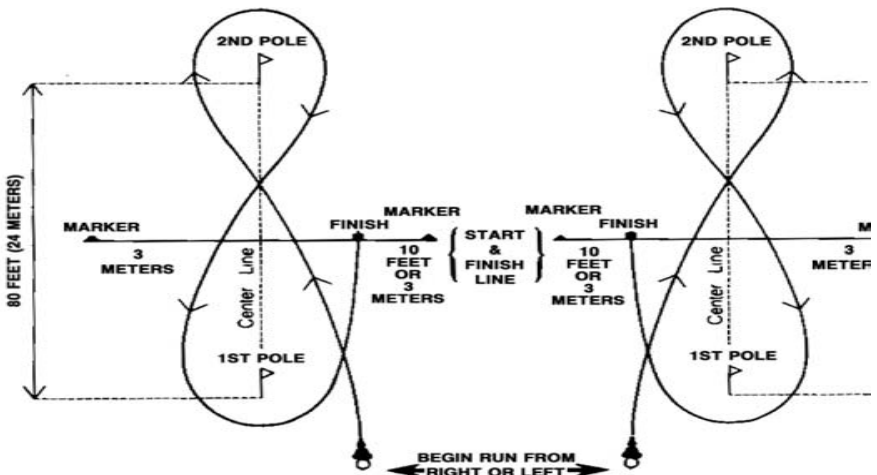 2ND POLE
80 FEET (24 METERS)
MARKER
3
METERS
Center Line
1ST POLE
FINISH
MARKER
10
FEET
OR
3
METERS
START
&
FINISH
LINE
MARKER
FINISH
10
FEET
OR
3
METERS
2ND POLE
Center Line
1ST POLE
M
3
METER
BEGIN RUN FROM
RIGHT OR LEFT